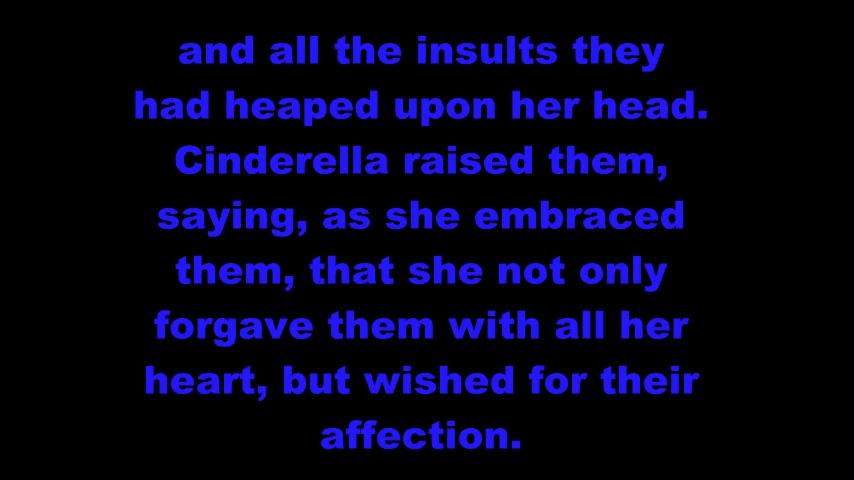 and all the insults they
had heaped upon her head.
Cinderella raised them,
saying, as she embraced
them, that she not only
forgave them with all her
heart, but wished for their
affection.